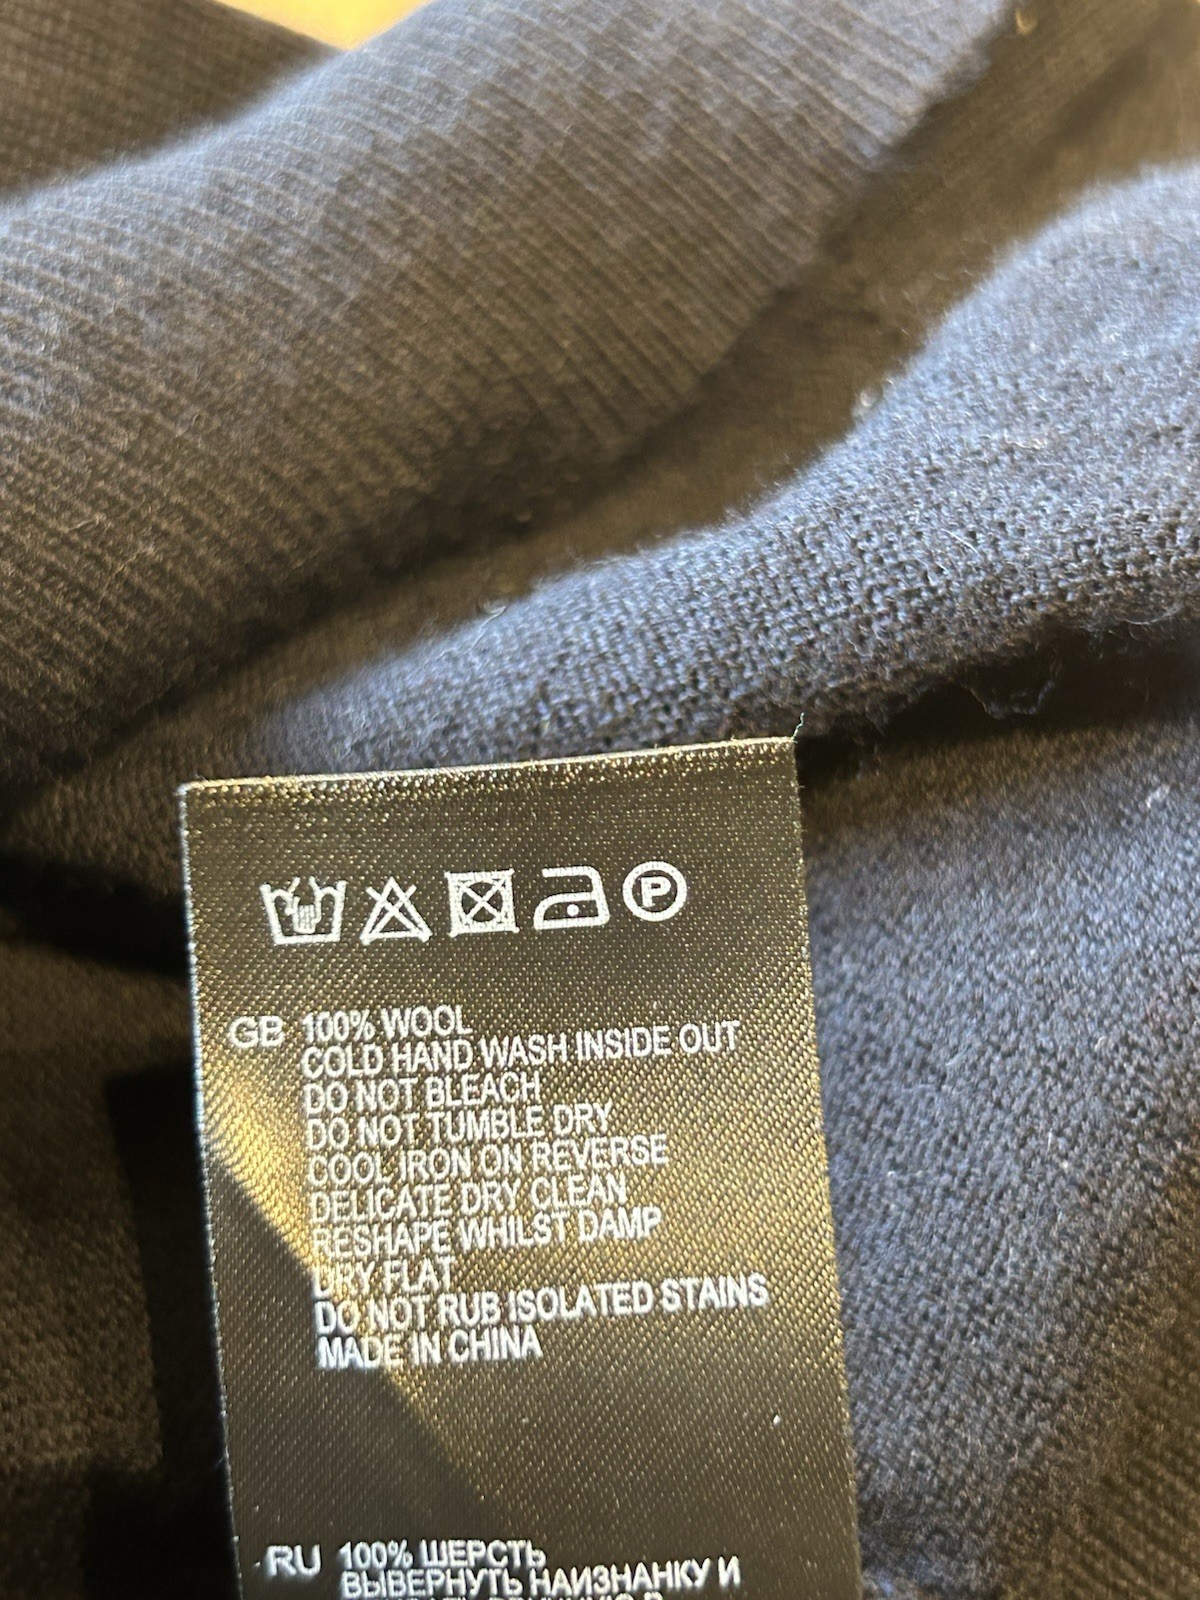 P
GB 100% WOOL
COLD HAND WASH INSIDE OUT
DO NOT BLEACH
DO NOT TUMBLE DRY
COOL IRON ON REVERSE
DELICATE DRY CLEAN
RESHAPE WHILST DAMP
DRY FLAT
DO NOT RUB ISOLATED STAINS
MADE IN CHINA
RU 100% ШЕРСТЬ
ВЫВЕРНУТЬ НАИЗНАНКУ И